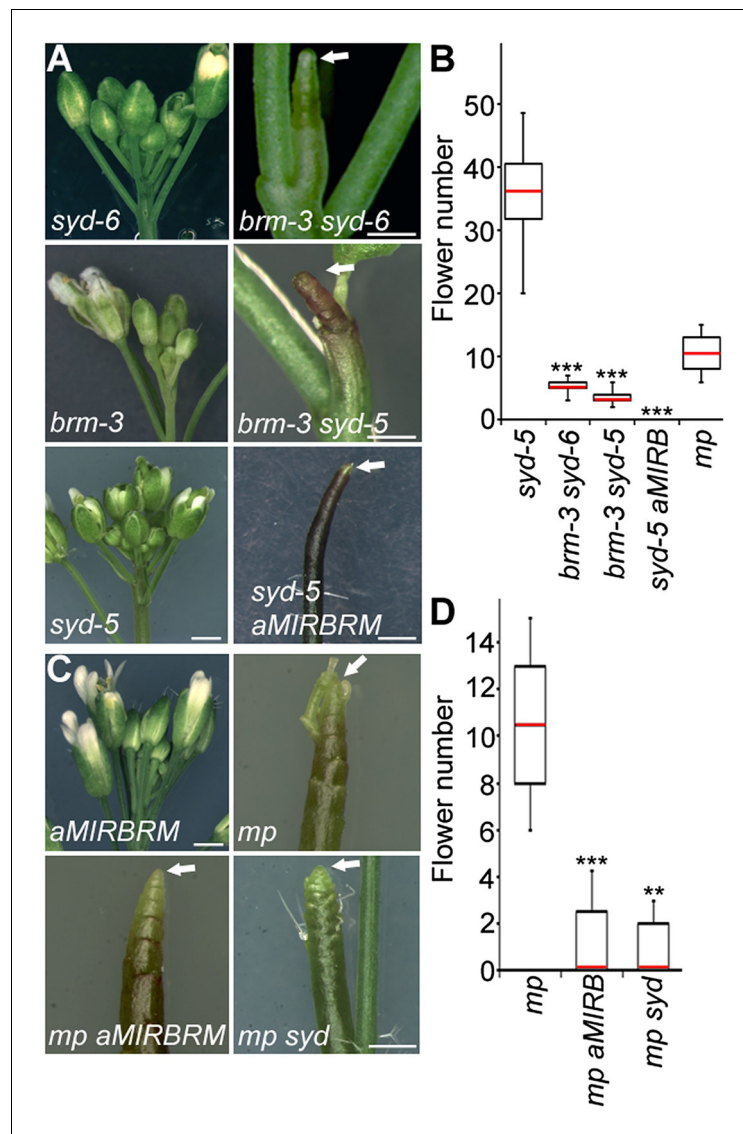 A
syd-6
brm-3 syd-6
brm-3
brm-3 syd-5
syd-5
syd-5
aMIRBRM
B
Flower number
50
40
30
20
10
0
***
***
***
syd-5
brm-3 syd-6
brm-3 syd-5
syd-5 aMIRB
mp
C
aMIRBRM
mp
mp aMIRBRM
mp syd
D
Flower number
14
12
10
8
6
4
2
0
***
**
mp
mp aMIRB
mp syd